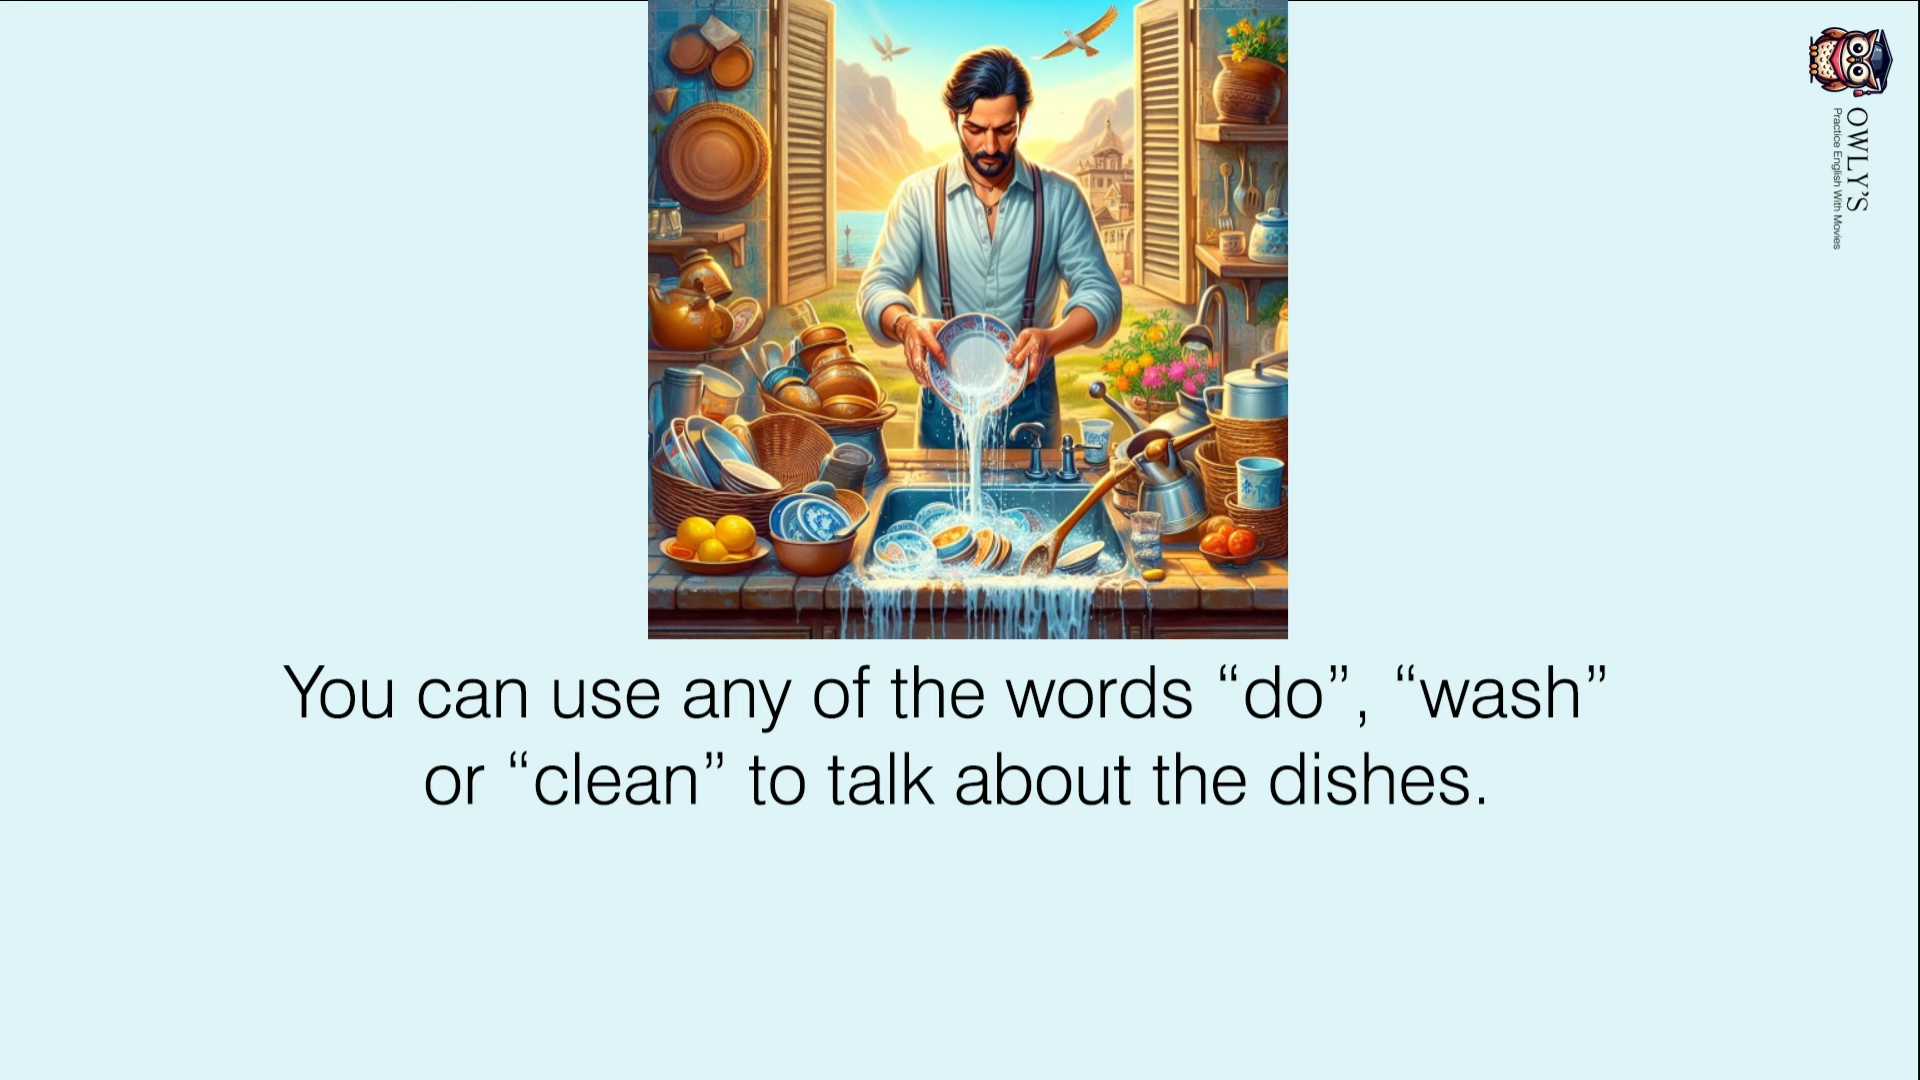 You can use any of the words “do”, “wash”
or “clean” to talk about the dishes.
OWLY’S
Practice English With Movies